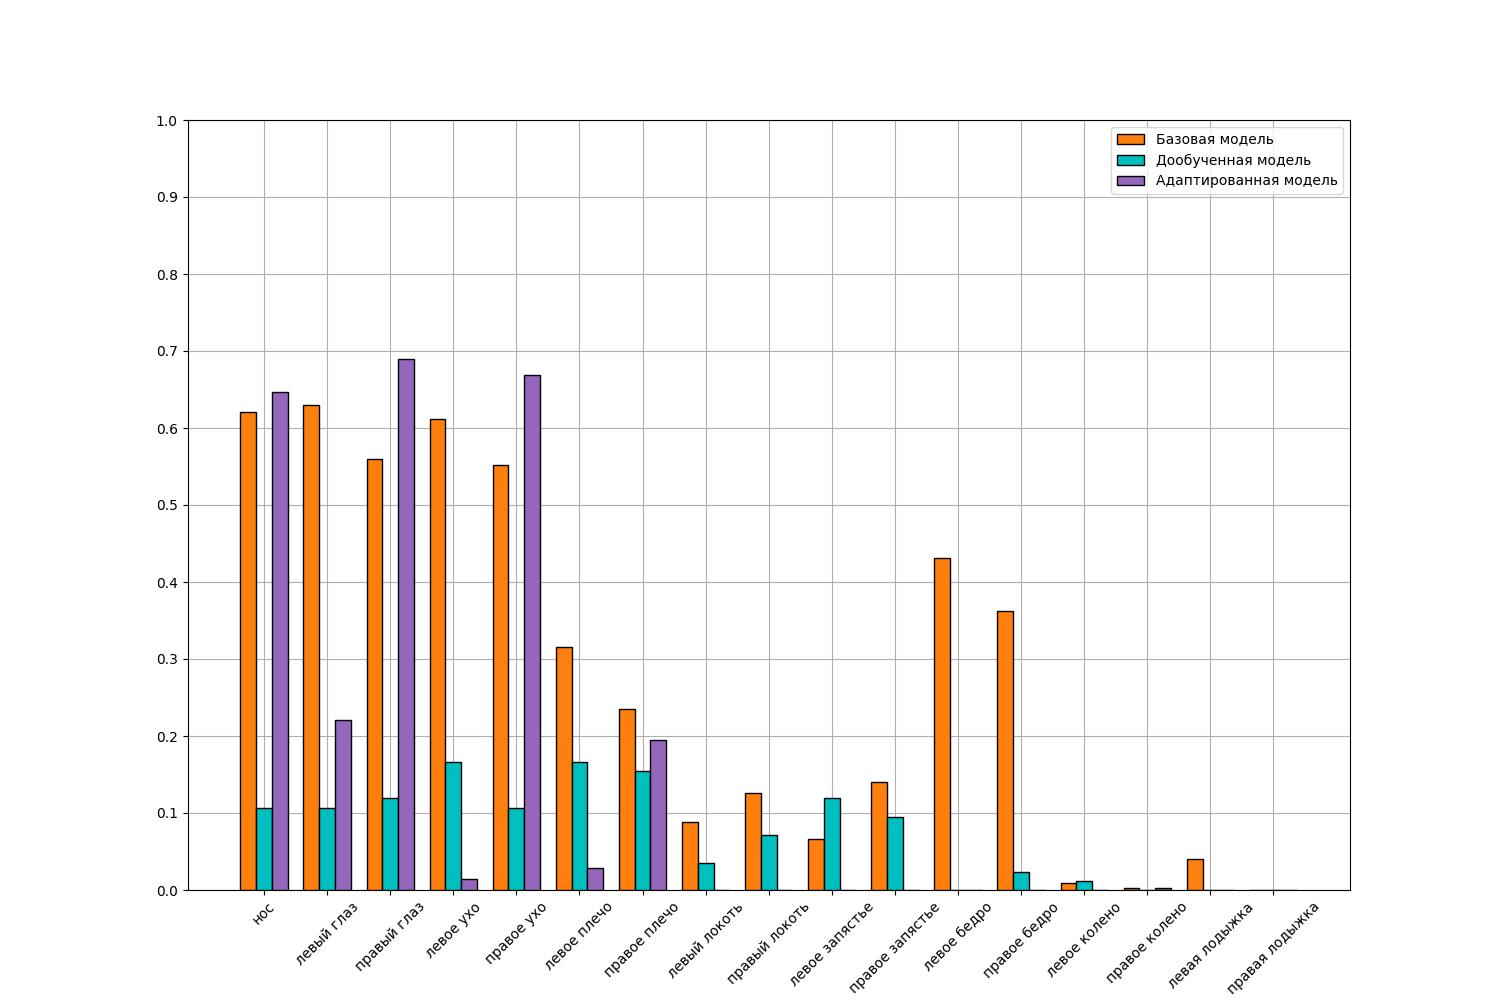 1.0
0.9
0.8
0.7
0.6
0.5
0.4
0.3
0.2
0.1
0.0
Базовая модель
Дообученная модель
Адаптированная модель
нос
левый глаз
правый глаз
левое ухо
правое ухо
левое плечо
правое плечо
левый локоть
правый локоть
левое запястье
правое запястье
левое бедро
правое бедро
левое колено
правое колено
левая лодыжка
правая лодыжка